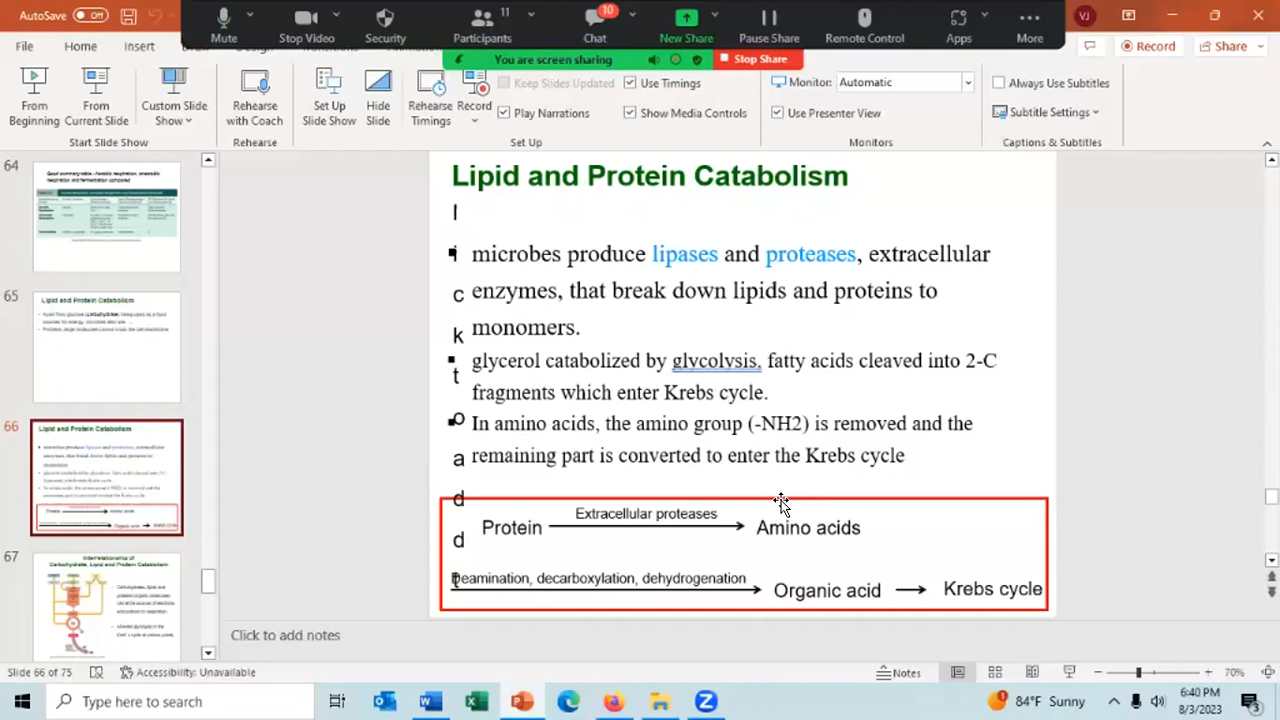 AutoSave Off
Mute
Stop Video
Security
11
Participants
10
Chat
New Share
Pause Share
Remote Control
Apps
More
VJ
File
Home
Insert
You are screen sharing
Stop Share
Record
Share
From Beginning
From Current Slide
Custom Slide Show
Rehearse with Coach
Set Up Slide Show
Hide Slide
Rehearse Timings
Record
Keep Slides Updated
Use Timings
Play Narrations
Show Media Controls
Monitor: Automatic
Use Presenter View
Always Use Subtitles
Subtitle Settings
Start Slide Show
Rehearse
Set Up
Monitors
Captions & Subtitles
64
65
Lipid and Protein Catabolism
66
Lipid and Protein Catabolism
67
Interrelationship of
Carbohydrate, Lipid and Protein Catabolism
Lipid and Protein Catabolism
l
i
c
k
t
o
a
d
d
t
microbes produce lipases and proteases, extracellular
enzymes, that break down lipids and proteins to
monomers.
glycerol catabolized by glycolysis, fatty acids cleaved into 2-C
fragments which enter Krebs cycle.
In amino acids, the amino group (-NH2) is removed and the
remaining part is converted to enter the Krebs cycle
Extracellular proteases
Protein
Amino acids
Deamination, decarboxylation, dehydrogenation
Organic acid
Krebs cycle
Click to add notes
Slide 66 of 75
Accessibility: Unavailable
Notes
70%
Type here to search
84°F Sunny
6:40 PM
8/3/2023
3